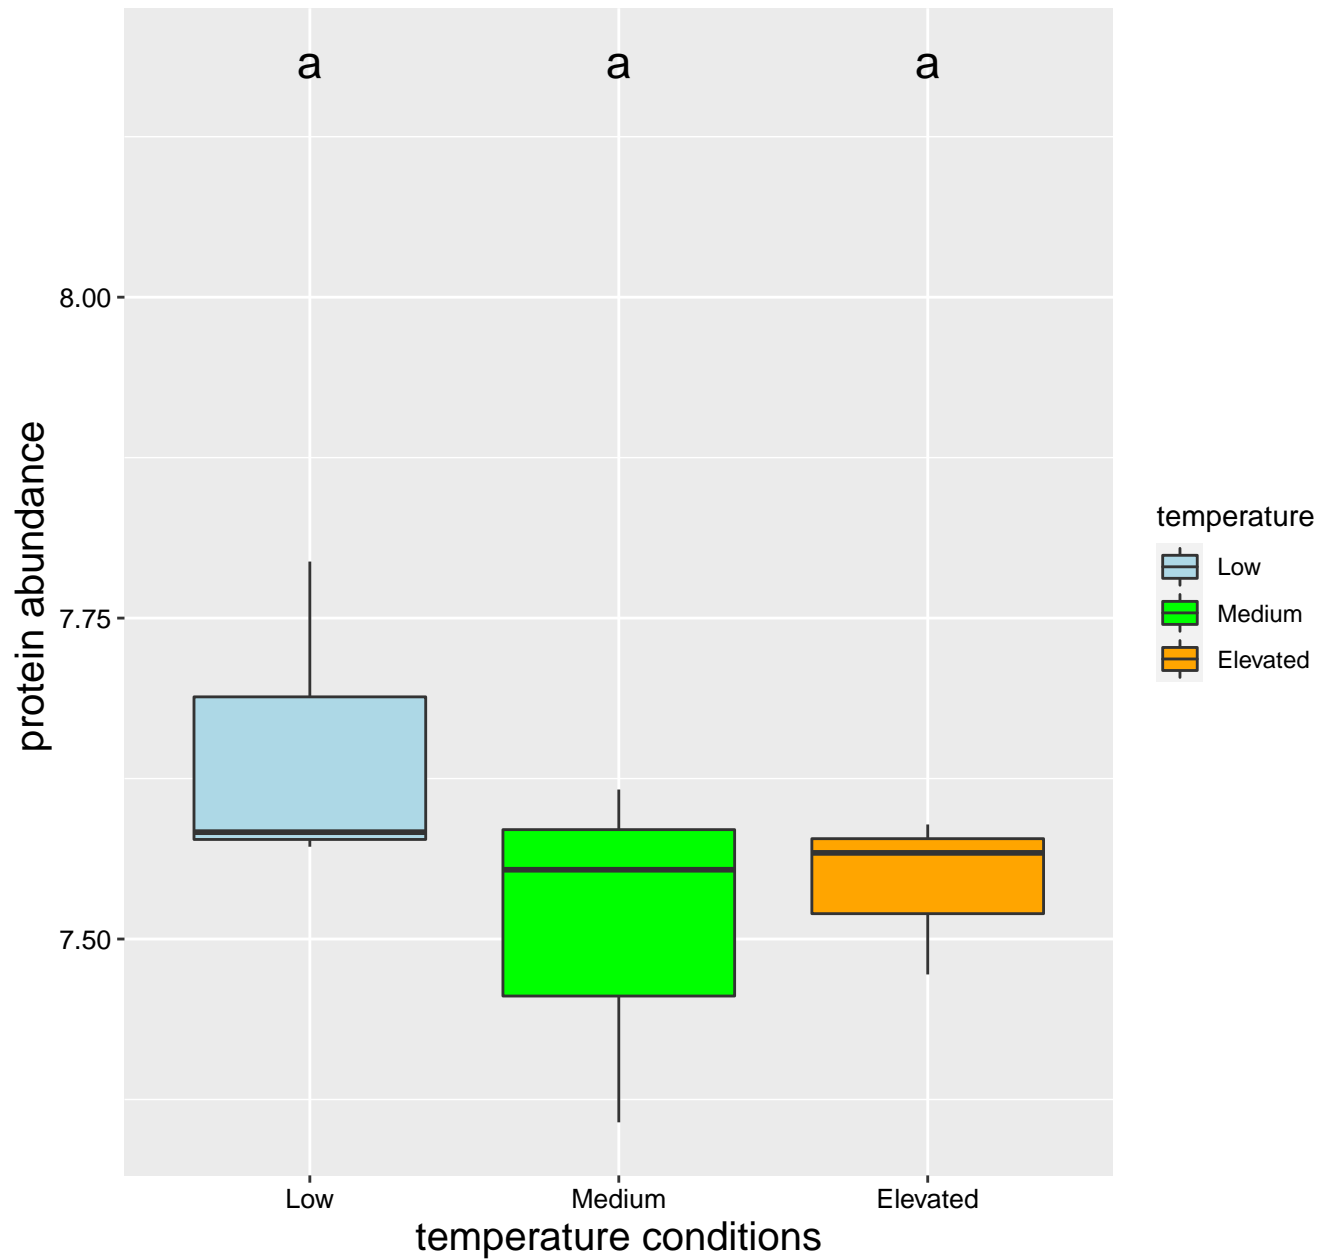 a a a
8.00
7.75
7.50
protein abundance
Low Medium Elevated
temperature conditions
temperature
Low
Medium
Elevated